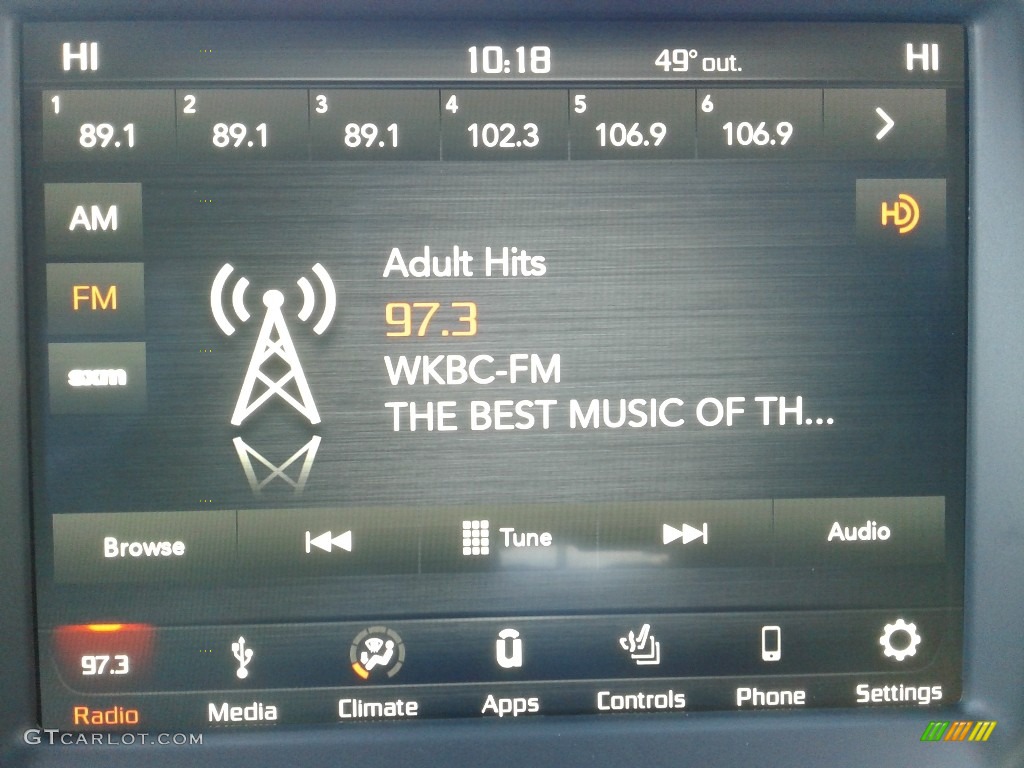 HI 10:18 49° out. HI
1 2 3 4 5 6
89.1 89.1 89.1 102.3 106.9 106.9
AM
HD
Adult Hits
FM
97.3
WKBC-FM
sxm
THE BEST MUSIC OF TH...
Browse Tune Audio
97.3
Radio Media Climate Apps Controls Phone Settings
GTCARLOT.COM